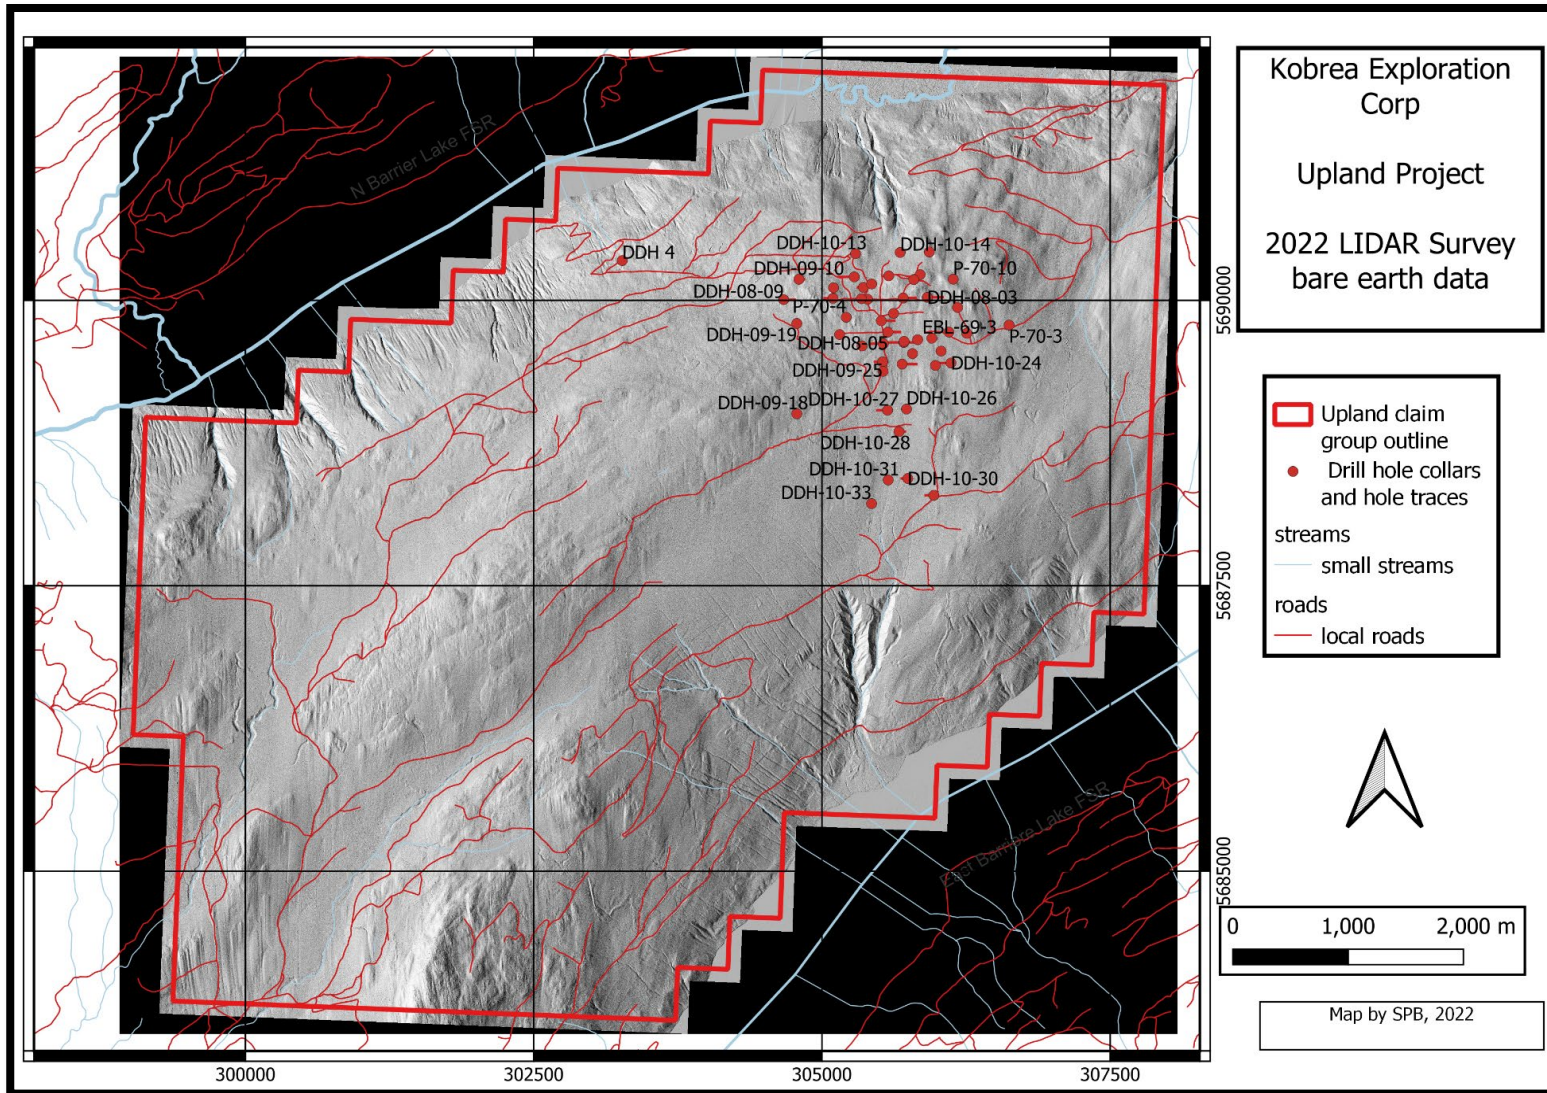 Kobrea Exploration
Corp
Upland Project
2022 LIDAR Survey
bare earth data
N Barrier Lake FSR
DDH 4
DDH-10-13
DDH-10-14
DDH-09-10
P-70-10
DDH-08-09
DDH-08-03
P-70-4
EBL-69-3
DDH-09-19
DDH-08-05
P-70-3
DDH-09-25
DDH-10-24
DDH-09-18
DDH-10-27
DDH-10-26
DDH-10-28
DDH-10-31
DDH-10-30
DDH-10-33
East Barriere Lake FSR
5690000
5687500
5685000
300000
302500
305000
307500
Upland claim
group outline
Drill hole collars
and hole traces
streams
small streams
roads
local roads
0 1,000 2,000 m
Map by SPB, 2022